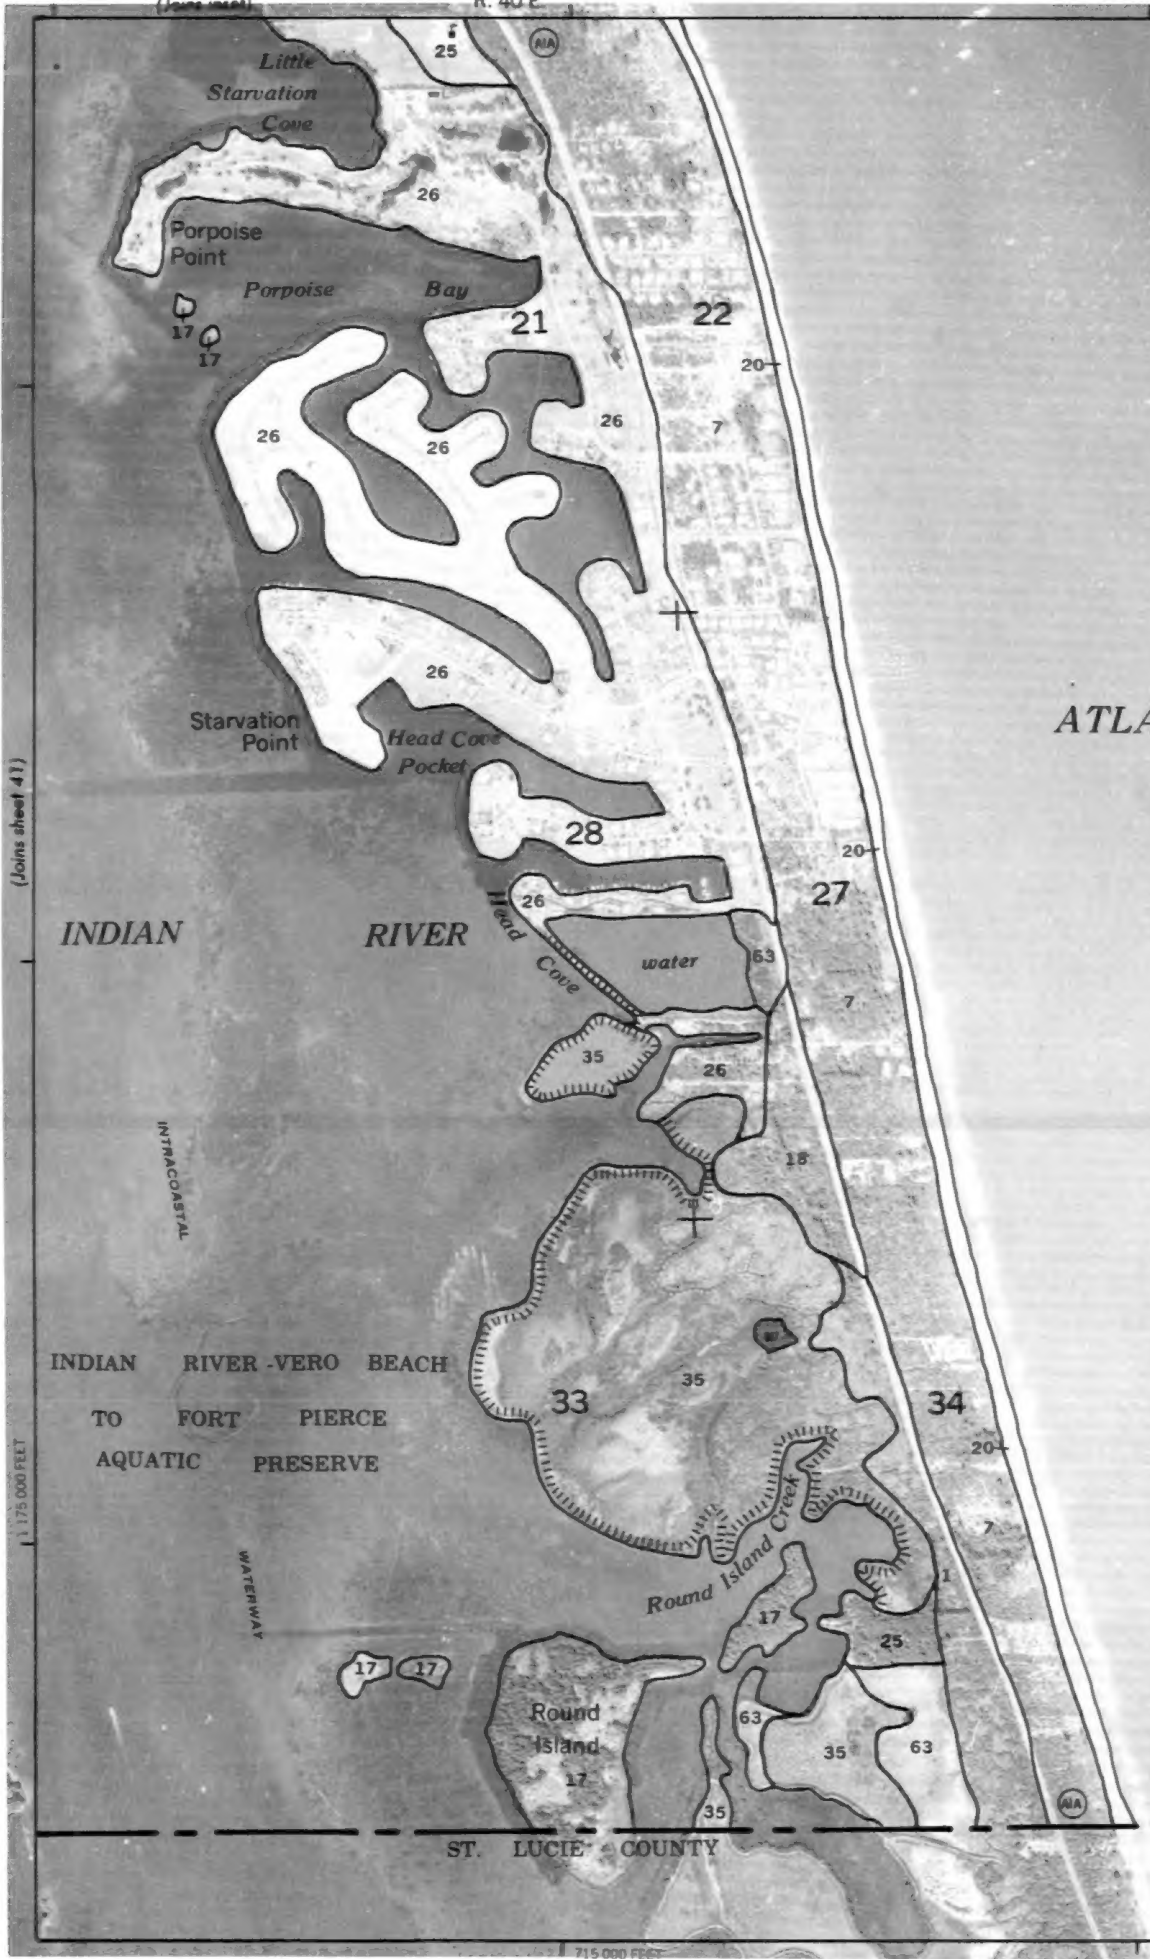 (Joins inset)
R. 40 E.
25
A1A
Little
Starvation
Cove
26
Porpoise
Point
Porpoise Bay
17
17
21
22
20
7
26
26
26
26
Starvation
Point
Head Cove
Pocket
ATLA
(Joins sheet 41)
28
20
27
26
Head
Cove
INDIAN RIVER
water
63
7
35
26
INTRACOASTAL
18
INDIAN RIVER-VERO BEACH
TO FORT PIERCE
AQUATIC PRESERVE
33
35
34
20
1 175 000 FEET
7
Round Island Creek
1
WATERWAY
17
25
17
17
Round
Island
17
63
35
63
35
A1A
ST. LUCIE COUNTY
715 000 FEET